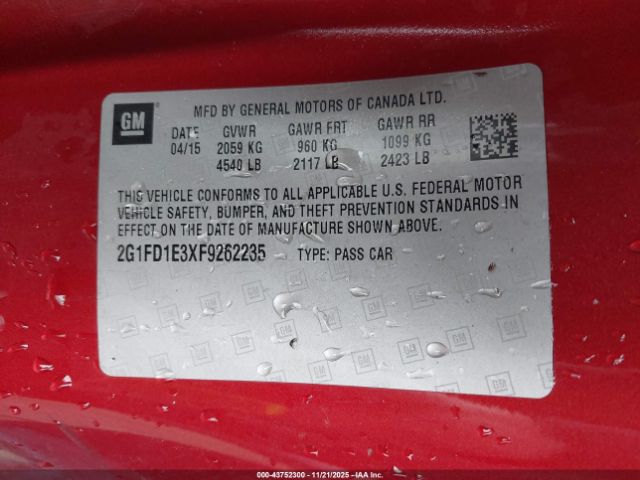 GM
MFD BY GENERAL MOTORS OF CANADA LTD.
DATE GVWR GAWR FRT GAWR RR
04/15 2059 KG 960 KG 1099 KG
4540 LB 2117 LB 2423 LB
THIS VEHICLE CONFORMS TO ALL APPLICABLE U.S. FEDERAL MOTOR
VEHICLE SAFETY, BUMPER, AND THEFT PREVENTION STANDARDS IN
EFFECT ON THE DATE OF MANUFACTURE SHOWN ABOVE.
2G1FD1E3XF9262235 TYPE: PASS CAR
000-43752300 - 11/21/2025 - IAA Inc.